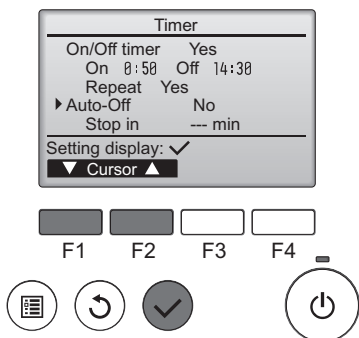 Timer
On/Off timer Yes
On 0:50 Off 14:30
Repeat Yes
Auto-Off No
Stop in --- min
Setting display: ✓
▼ Cursor ▲
F1 F2 F3 F4